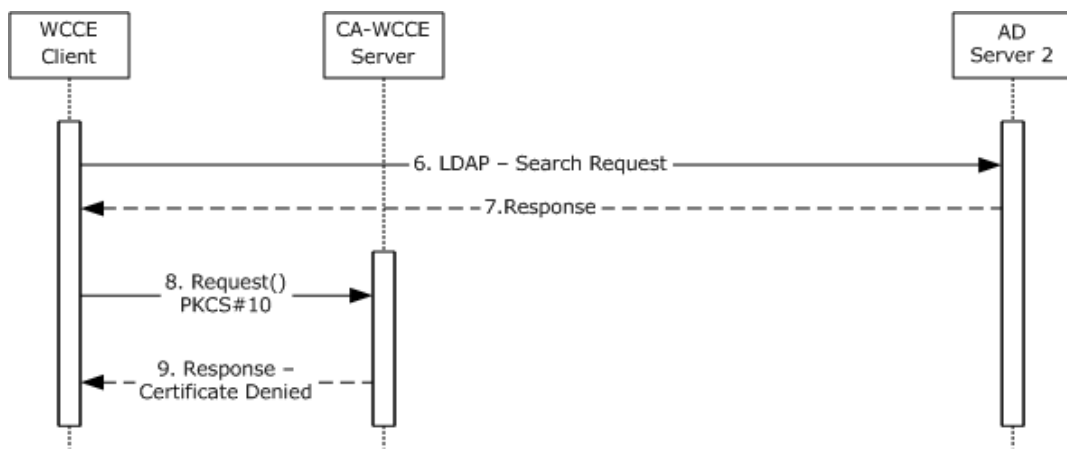 WCCE
Client
CA-WCCE
Server
AD
Server 2
6. LDAP – Search Request
7.Response
8. Request()
PKCS#10
9. Response –
Certificate Denied